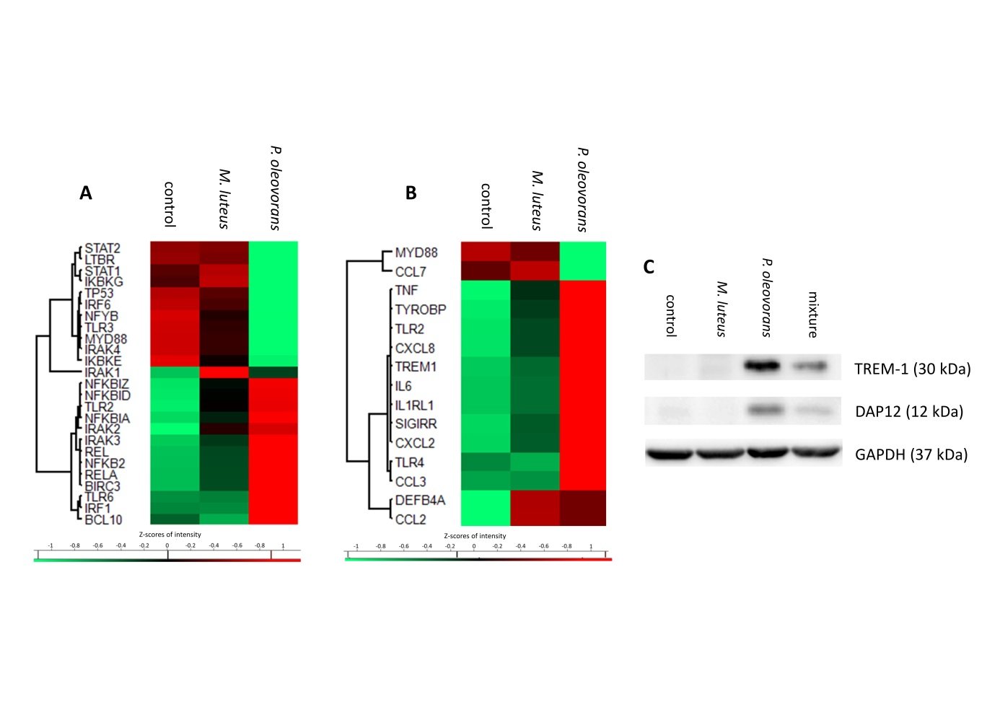 A
control
M. luteus
P. oleovorans
STAT2
LTBR
STAT1
IKBKG
TP53
IRF6
NFYB
TLR3
MYD88
IRAK4
IKBKE
IRAK1
NFKBIZ
NFKBID
TLR2
NFKBIA
IRAK2
IRAK3
REL
NFKB2
RELA
BIRC3
TLR6
IRF1
BCL10
Z-scores of intensity
-1 -0.8 -0.6 -0.4 -0.2 0 -0.2 -0.4 -0.6 -0.8 1
B
control
M. luteus
P. oleovorans
MYD88
CCL7
TNF
TYROBP
TLR2
CXCL8
TREM1
IL6
IL1RL1
SIGIRR
CXCL2
TLR4
CCL3
DEFB4A
CCL2
Z-scores of intensity
-1 -0.8 -0.6 -0.4 -0.2 0 -0.2 -0.4 -0.6 -0.8 1
C
control
M. luteus
P. oleovorans
mixture
TREM-1 (30 kDa)
DAP12 (12 kDa)
GAPDH (37 kDa)